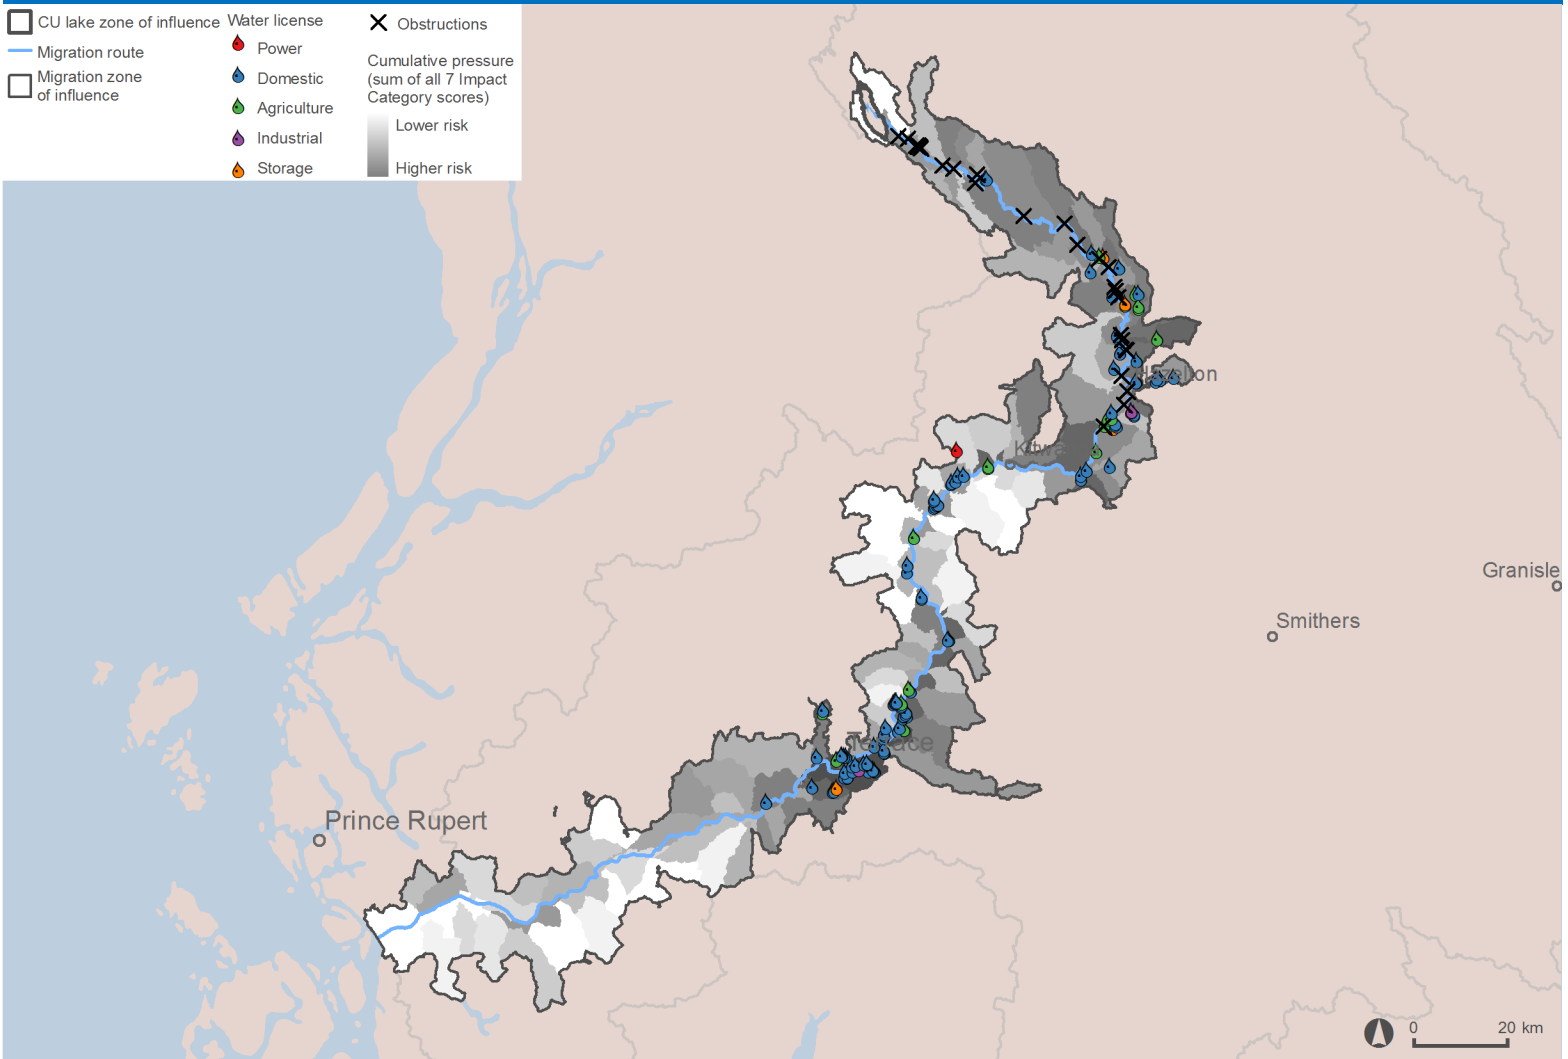 CU lake zone of influence
Migration route
Migration zone
of influence
Water license
Power
Domestic
Agriculture
Industrial
Storage
Obstructions
Cumulative pressure
(sum of all 7 Impact
Category scores)
Lower risk
Higher risk
Hazelton
Granisle
Smithers
Terrace
Prince Rupert
0 20 km